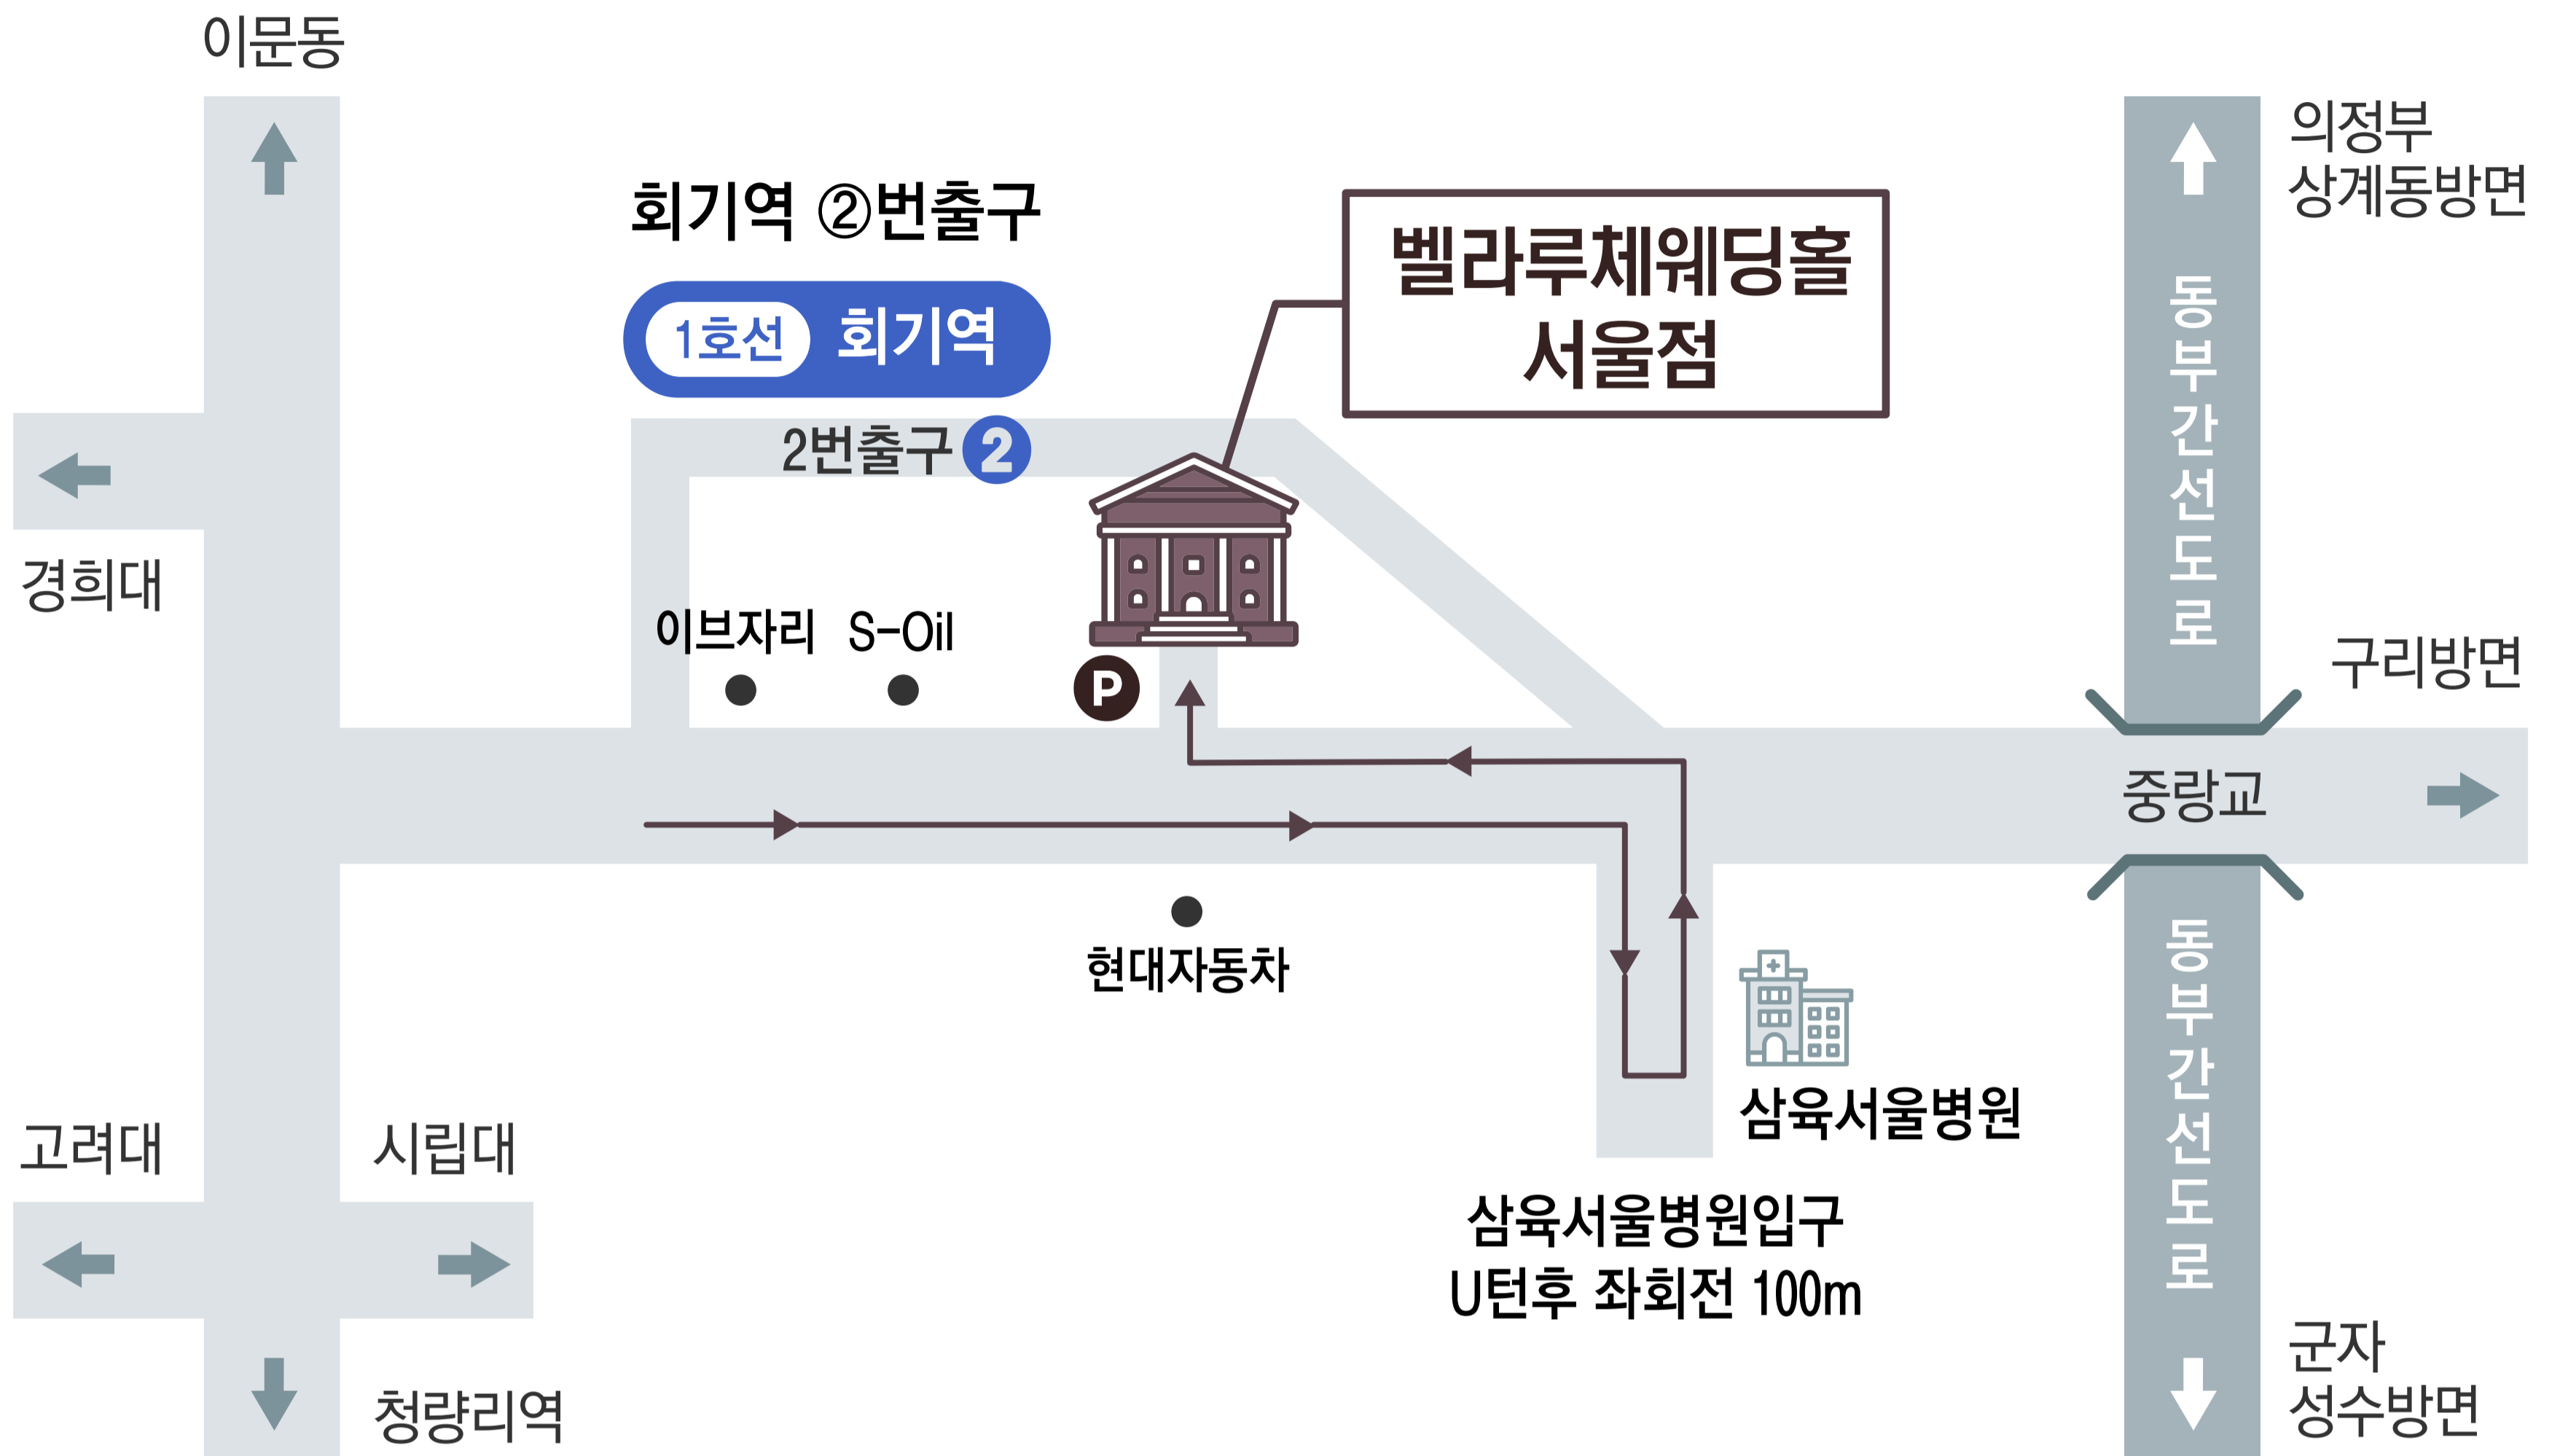 이문동
의정부
상계동방면
회기역 ②번출구
벨라루체웨딩홀
서울점
1호선 회기역
2번출구 2
동부간선도로
경희대
이브자리
S-Oil
구리방면
P
중랑교
현대자동차
동부간선도로
삼육서울병원
고려대
시립대
삼육서울병원입구
U턴후 좌회전 100m
군자
성수방면
청량리역